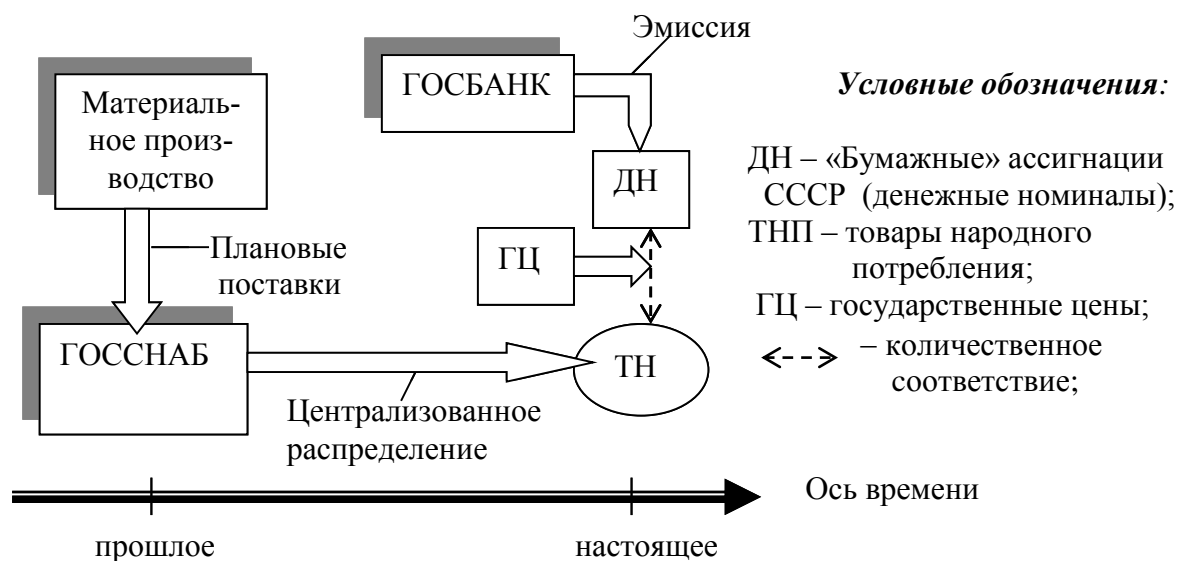 Эмиссия
ГОСБАНК
Условные обозначения:
Материаль-
ное произ-
водство
ДН – «Бумажные» ассигнации
СССР (денежные номиналы);
ТНП – товары народного
потребления;
ГЦ – государственные цены;
– количественное
соответствие;
ДН
ГЦ
Плановые
поставки
ГОССНАБ
ТН
Централизованное
распределение
Ось времени
прошлое
настоящее